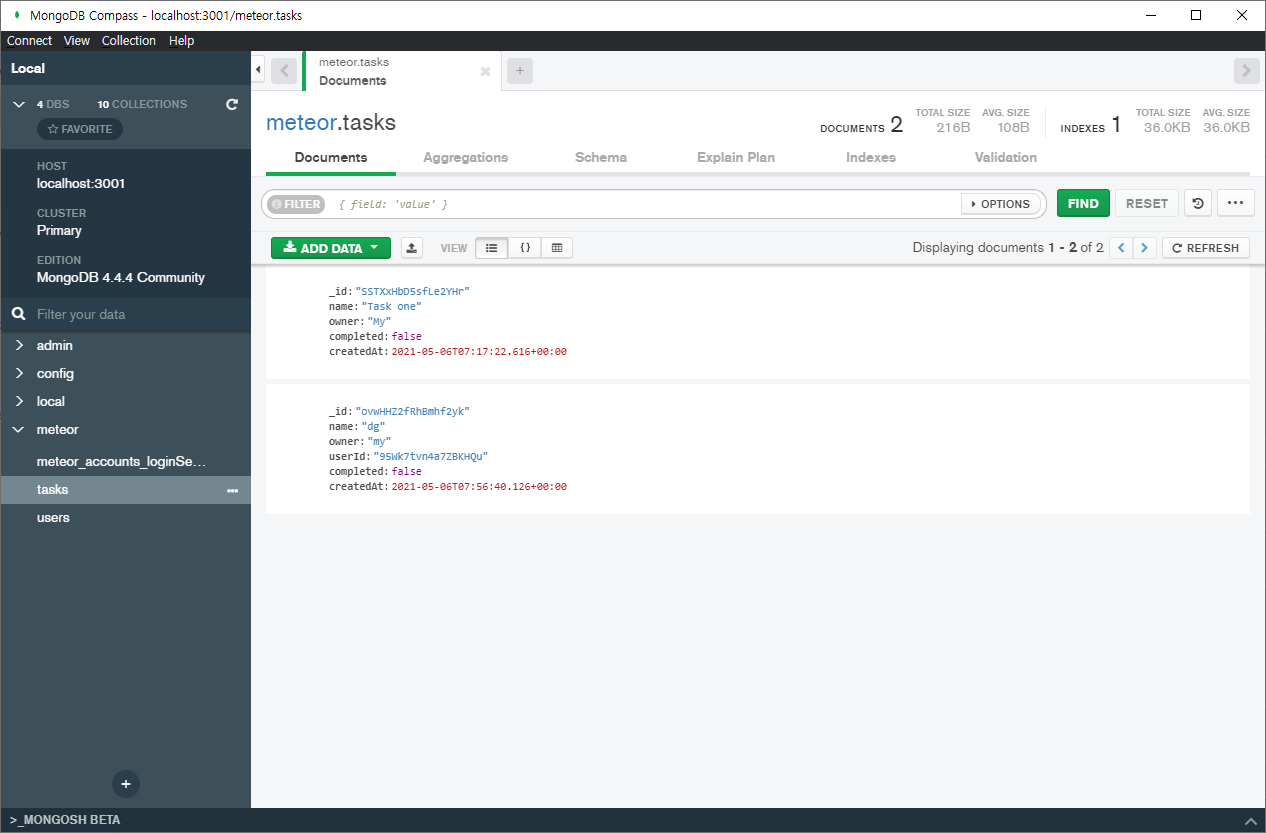 MongoDB Compass - localhost:3001/meteor.tasks
Connect View Collection Help
Local
4 DBS 10 COLLECTIONS
FAVORITE
HOST
localhost:3001
CLUSTER
Primary
EDITION
MongoDB 4.4.4 Community
Filter your data
admin
config
local
meteor
meteor_accounts_loginSe…
tasks
users
meteor.tasks
Documents
meteor.tasks
DOCUMENTS 2
TOTAL SIZE
216B
AVG. SIZE
108B
INDEXES 1
TOTAL SIZE
36.0KB
AVG. SIZE
36.0KB
Documents Aggregations Schema Explain Plan Indexes Validation
FILTER { field: 'value' } OPTIONS FIND RESET
ADD DATA VIEW {} Displaying documents 1 - 2 of 2 REFRESH
_id: "SSTXxHbD5sfLe2YHr"
name: "Task one"
owner: "My"
completed: false
createdAt: 2021-05-06T07:17:22.616+00:00
_id: "ovwHHZ2fRhBmhf2yk"
name: "dg"
owner: "my"
userId: "95Wk7tvn4a7ZBKHQu"
completed: false
createdAt: 2021-05-06T07:56:40.126+00:00
>_MONGOSH BETA